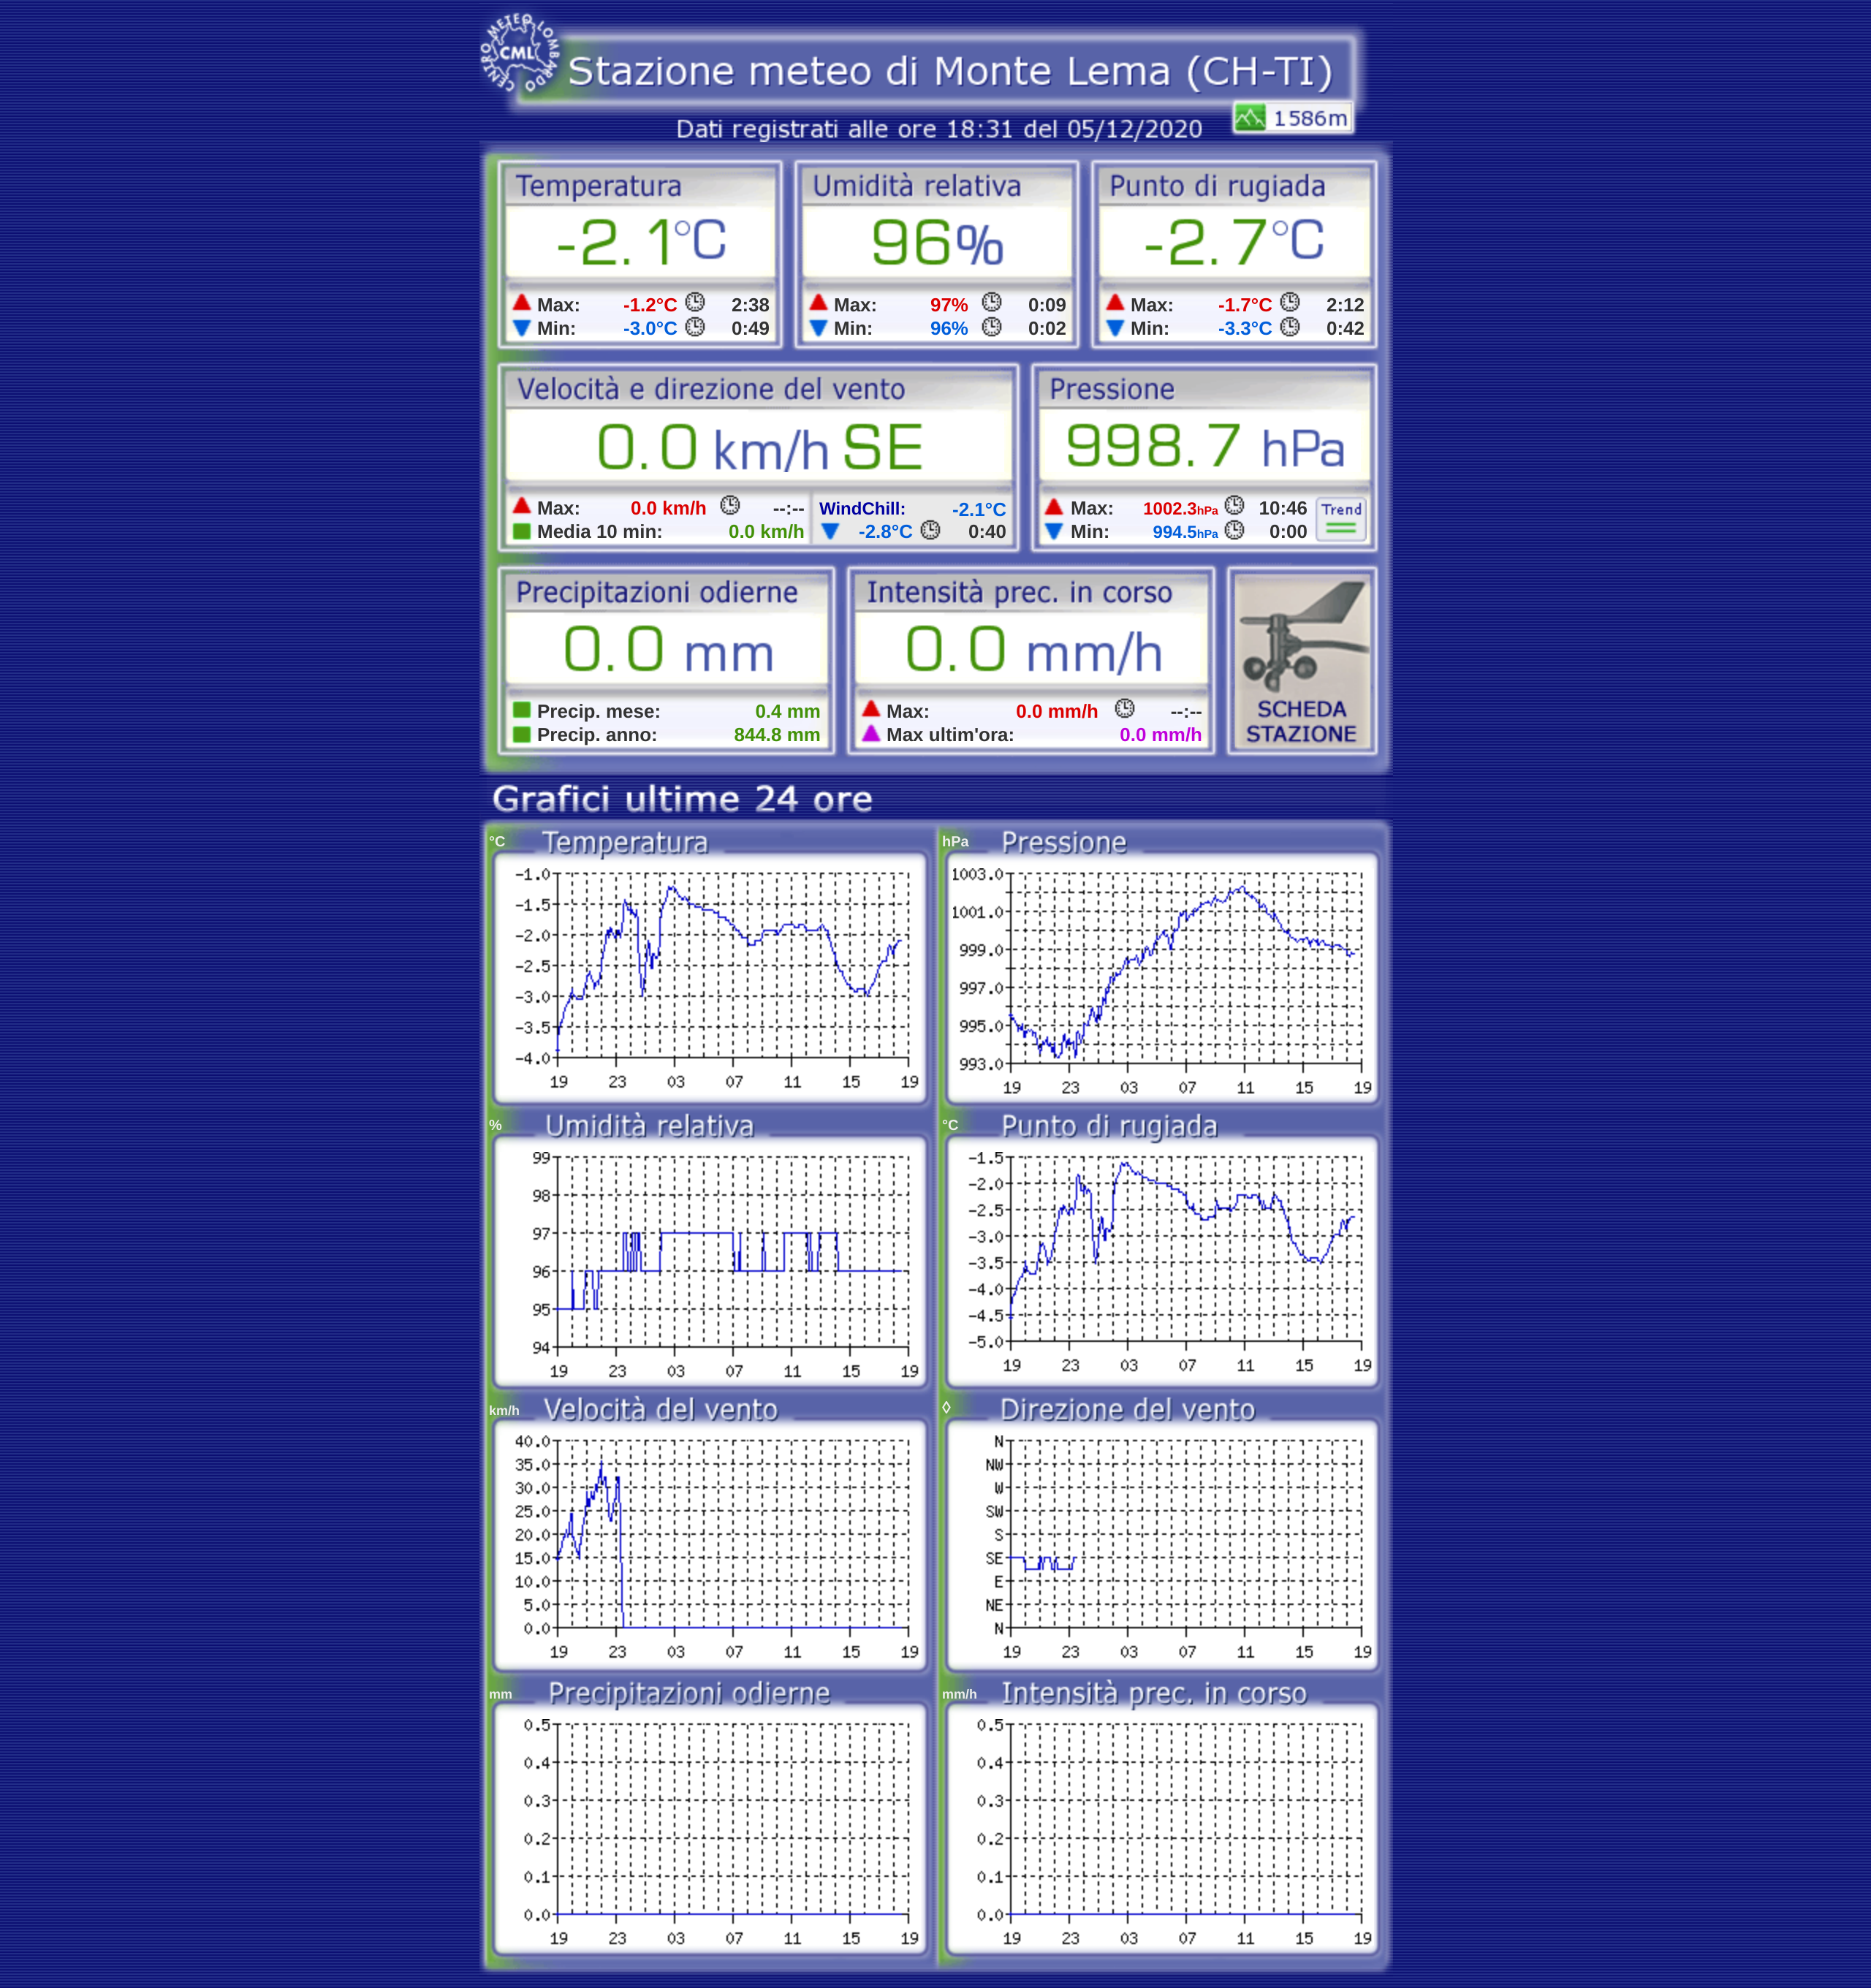 CENTRO METEO LOMBARDO
CML
Stazione meteo di Monte Lema (CH-TI)
1586m
Dati registrati alle ore 18:31 del 05/12/2020
Temperatura Umidità relativa Punto di rugiada
-2.1°C 96% -2.7°C
Max: -1.2°C 2:38 Max: 97% 0:09 Max: -1.7°C 2:12
Min: -3.0°C 0:49 Min: 96% 0:02 Min: -3.3°C 0:42
Velocità e direzione del vento Pressione
0.0 km/h SE 998.7 hPa
Max: 0.0 km/h --:-- WindChill: -2.1°C Max: 1002.3hPa 10:46 Trend
Media 10 min: 0.0 km/h -2.8°C 0:40 Min: 994.5hPa 0:00
Precipitazioni odierne Intensità prec. in corso
0.0 mm 0.0 mm/h
Precip. mese: 0.4 mm Max: 0.0 mm/h --:-- SCHEDA
Precip. anno: 844.8 mm Max ultim'ora: 0.0 mm/h STAZIONE
Grafici ultime 24 ore
°C Temperatura
-1.0
-1.5
-2.0
-2.5
-3.0
-3.5
-4.0
19 23 03 07 11 15 19
hPa Pressione
1003.0
1001.0
999.0
997.0
995.0
993.0
19 23 03 07 11 15 19
% Umidità relativa
99
98
97
96
95
94
19 23 03 07 11 15 19
°C Punto di rugiada
-1.5
-2.0
-2.5
-3.0
-3.5
-4.0
-4.5
-5.0
19 23 03 07 11 15 19
km/h Velocità del vento
40.0
35.0
30.0
25.0
20.0
15.0
10.0
5.0
0.0
19 23 03 07 11 15 19
◊ Direzione del vento
N
NW
W
SW
S
SE
E
NE
N
19 23 03 07 11 15 19
mm Precipitazioni odierne
0.5
0.4
0.3
0.2
0.1
0.0
19 23 03 07 11 15 19
mm/h Intensità prec. in corso
0.5
0.4
0.3
0.2
0.1
0.0
19 23 03 07 11 15 19